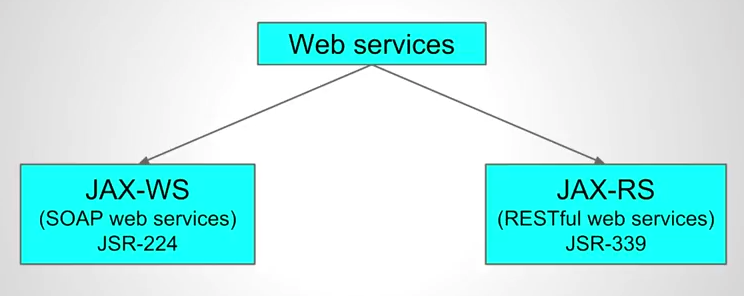 Web services
JAX-WS
(SOAP web services)
JSR-224
JAX-RS
(RESTful web services)
JSR-339